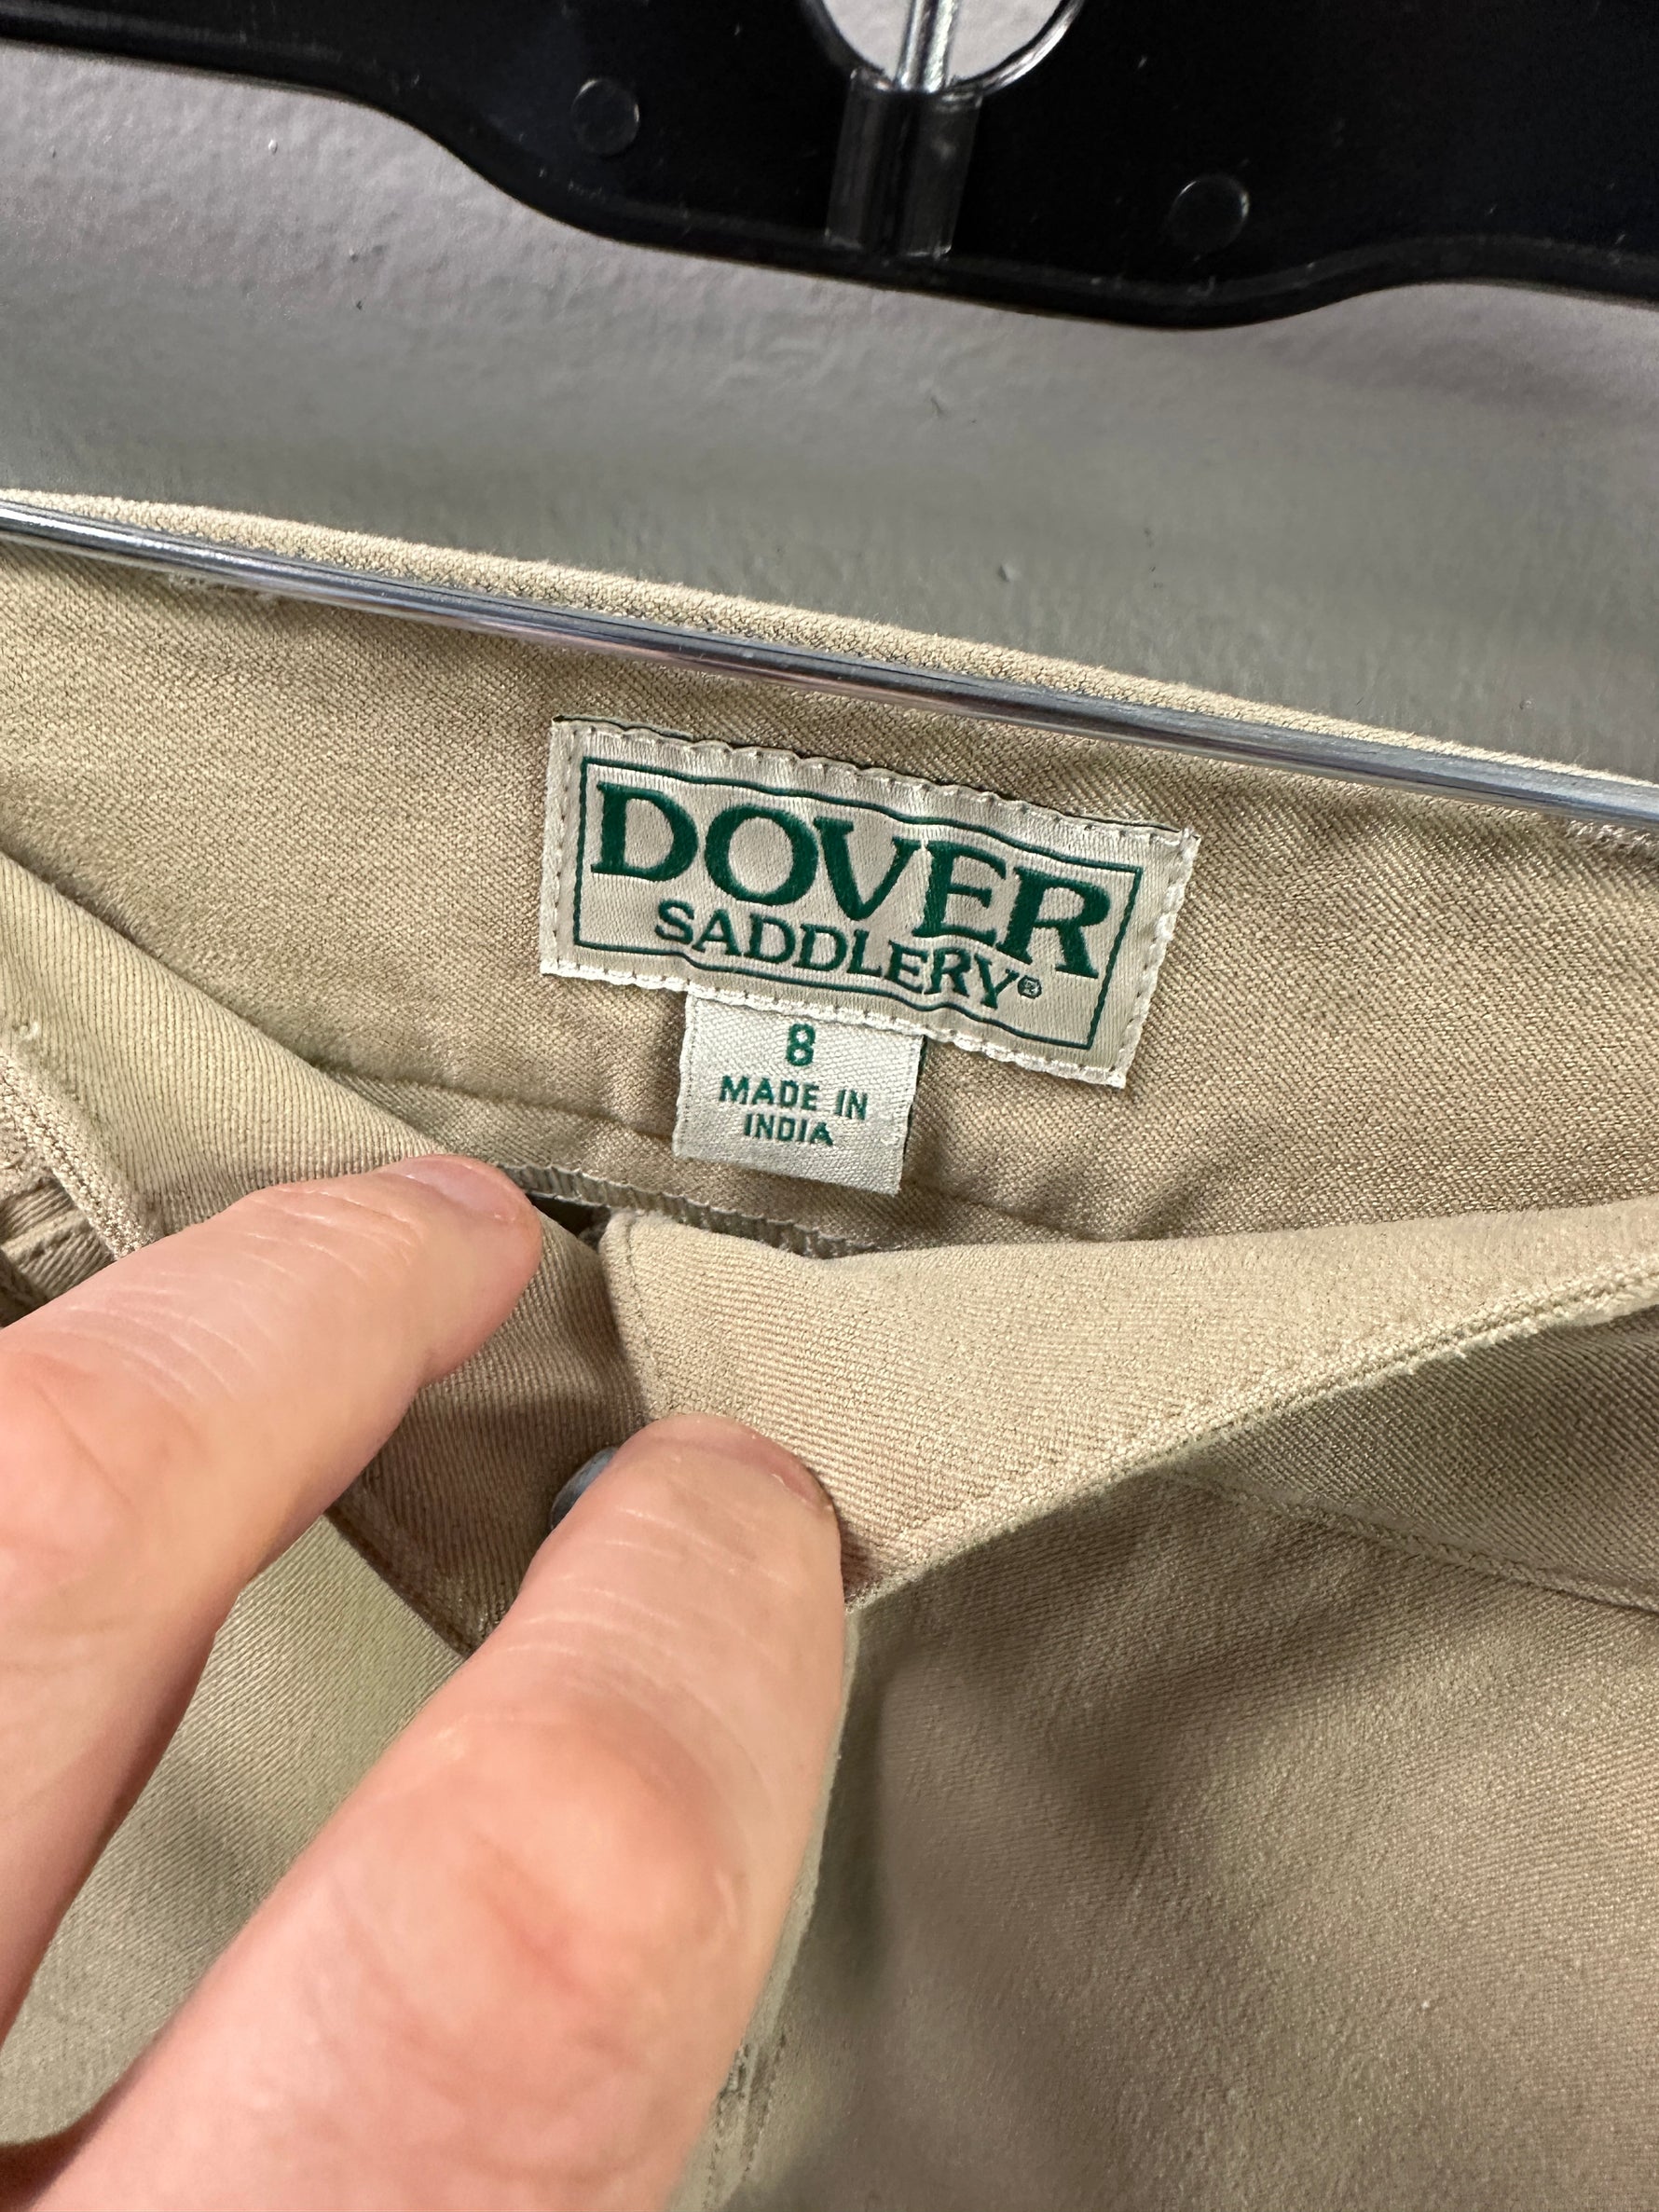 DOVER
SADDLERY®
8
MADE IN
INDIA